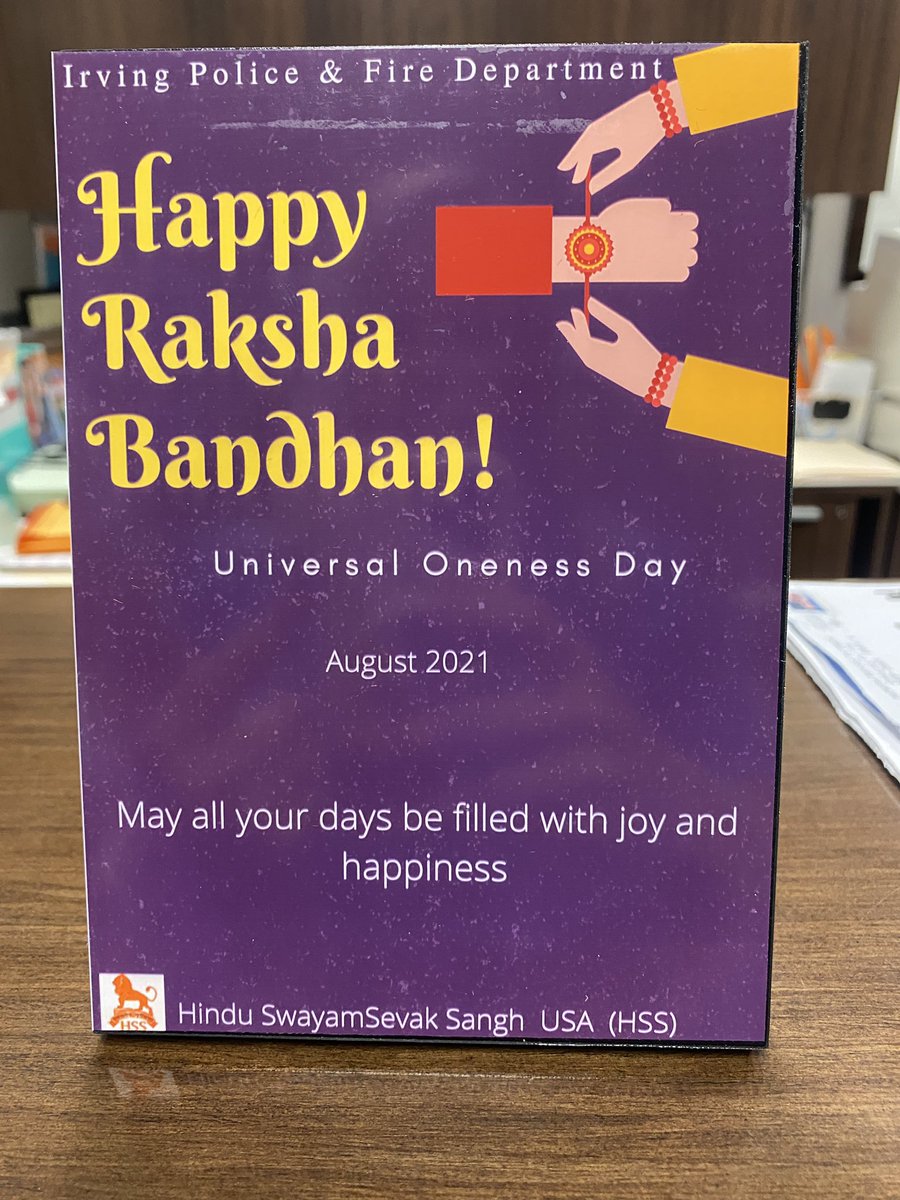 Irving Police & Fire Department
Happy
Raksha
Bandhan!
Universal Oneness Day
August 2021
May all your days be filled with joy and
happiness
HSS
Hindu SwayamSevak Sangh USA (HSS)